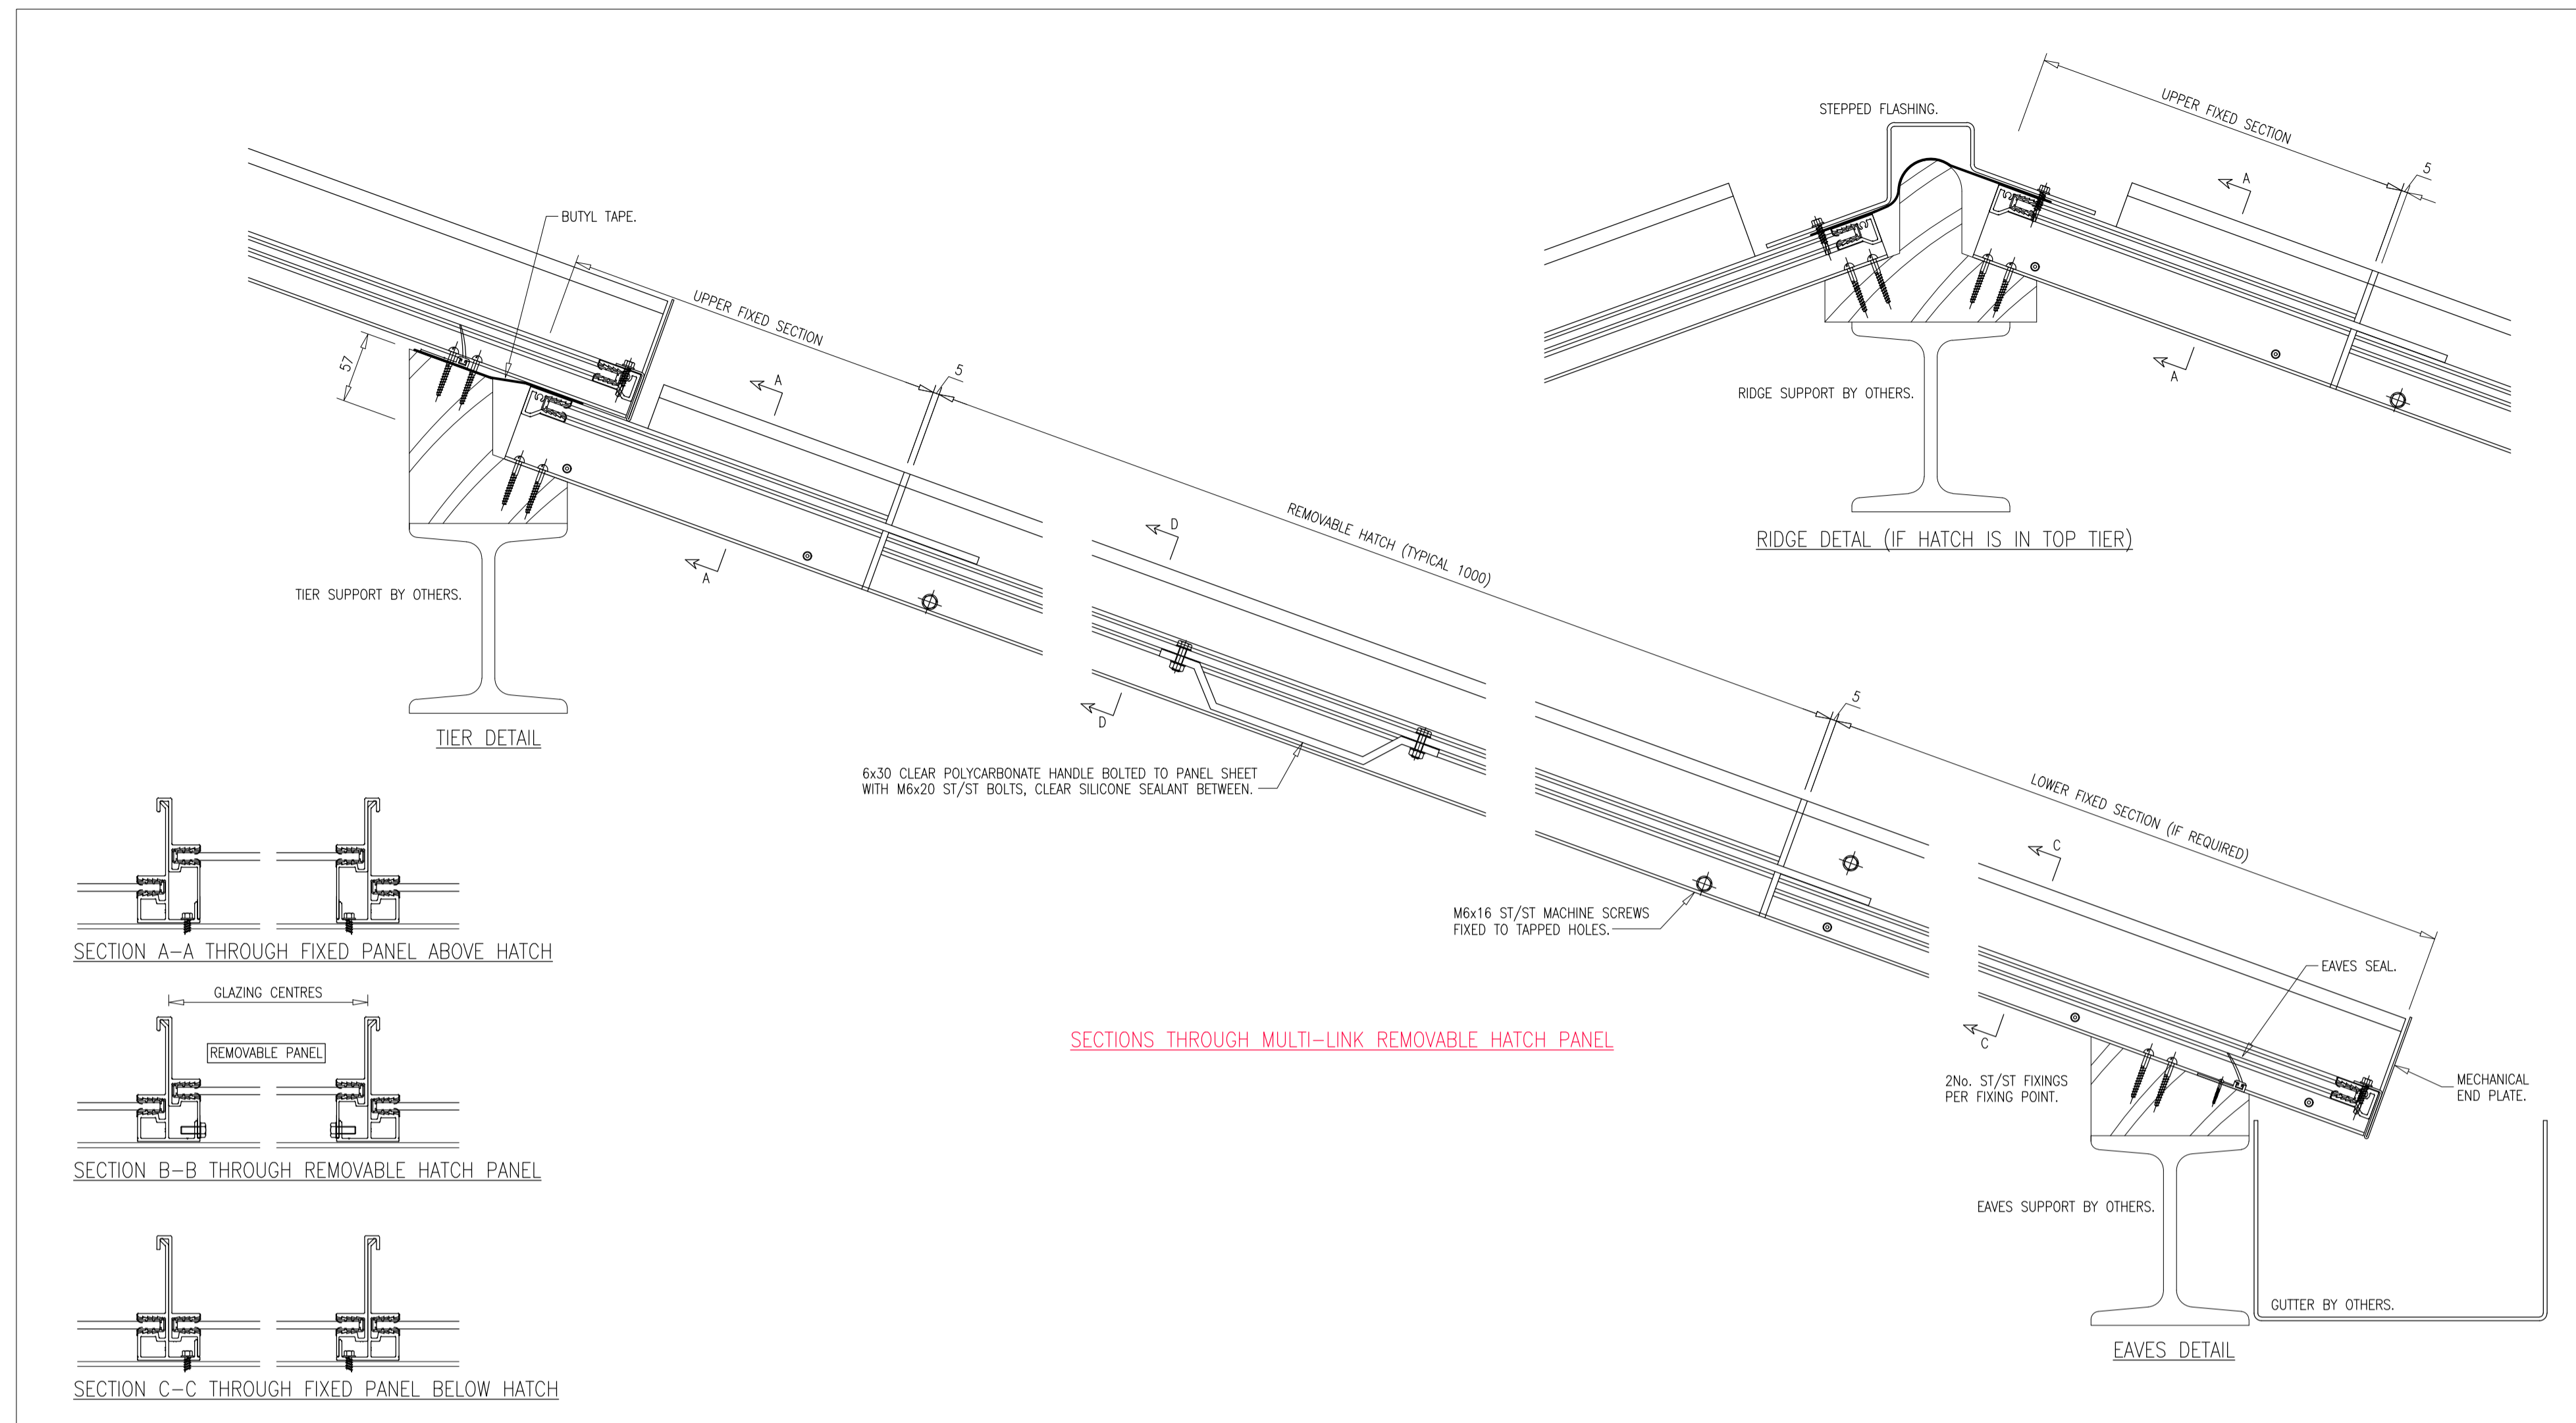 STEPPED FLASHING.
UPPER FIXED SECTION
5
A
A
RIDGE SUPPORT BY OTHERS.
RIDGE DETAL (IF HATCH IS IN TOP TIER)
BUTYL TAPE.
UPPER FIXED SECTION
57
5
A
A
TIER SUPPORT BY OTHERS.
TIER DETAIL
REMOVABLE HATCH (TYPICAL 1000)
D
D
6x30 CLEAR POLYCARBONATE HANDLE BOLTED TO PANEL SHEET
WITH M6x20 ST/ST BOLTS, CLEAR SILICONE SEALANT BETWEEN.
5
LOWER FIXED SECTION (IF REQUIRED)
C
C
M6x16 ST/ST MACHINE SCREWS
FIXED TO TAPPED HOLES.
EAVES SEAL.
2No. ST/ST FIXINGS
PER FIXING POINT.
MECHANICAL
END PLATE.
EAVES SUPPORT BY OTHERS.
GUTTER BY OTHERS.
EAVES DETAIL
SECTION A-A THROUGH FIXED PANEL ABOVE HATCH
GLAZING CENTRES
REMOVABLE PANEL
SECTION B-B THROUGH REMOVABLE HATCH PANEL
SECTION C-C THROUGH FIXED PANEL BELOW HATCH
SECTIONS THROUGH MULTI-LINK REMOVABLE HATCH PANEL